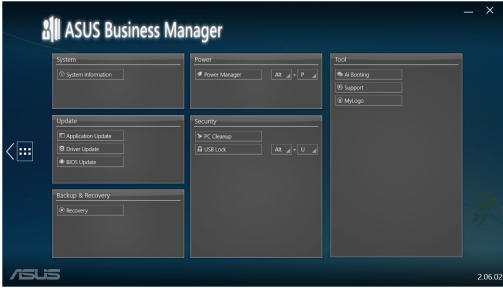 ASUS Business Manager
System
System Information
Power
Power Manager Alt + P
Tool
Ai Booting
Support
MyLogo
Update
Application Update
Driver Update
BIOS Update
Security
PC Cleanup
USB Lock Alt + U
Backup & Recovery
Recovery
ASUS
2.06.02